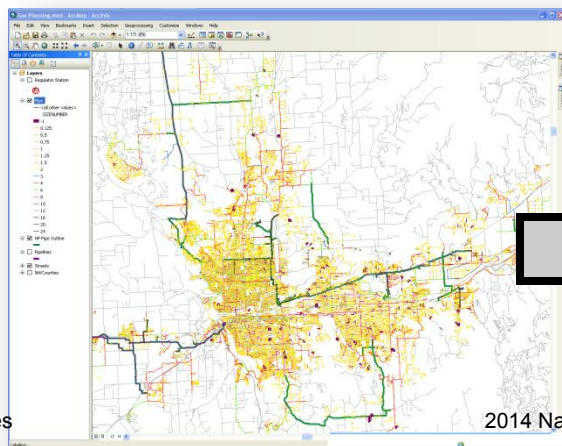 Gas Planning.mxd - ArcMap - ArcInfo
File Edit View Bookmarks Insert Selection Geoprocessing Customize Windows Help
Table Of Contents
Layers
Regulator Station
Pipe
<all other values>
SIZENUMBER
-1
0.125
0.5
0.75
1
1.25
1.5
2
3
4
6
8
10
12
16
20
24
HP Pipe Outline
Pipelines
Streets
NWCounties
s
2014 Na